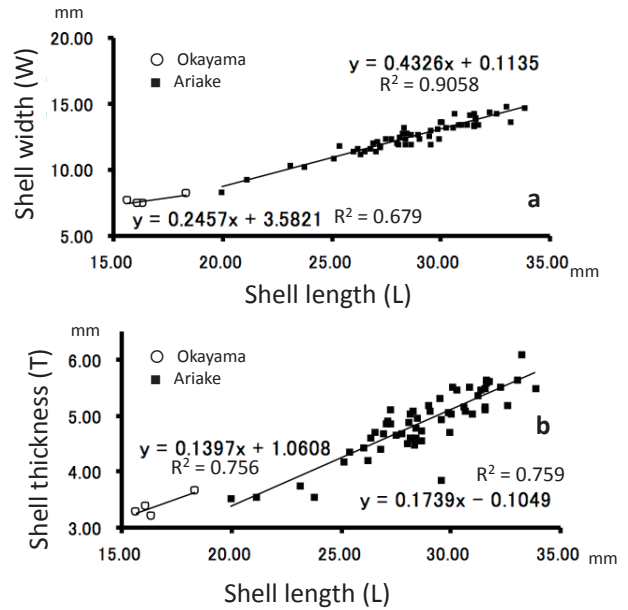 mm
20.00
○ Okayama
■ Ariake
y = 0.4326x + 0.1135
R² = 0.9058
15.00
Shell width (W)
10.00
a
y = 0.2457x + 3.5821
R² = 0.679
5.00
15.00 20.00 25.00 30.00 35.00 mm
Shell length (L)
mm
6.00
○ Okayama
■ Ariake
Shell thickness (T)
5.00
b
y = 0.1397x + 1.0608
R² = 0.756
R² = 0.759
4.00
y = 0.1739x − 0.1049
3.00
15.00 20.00 25.00 30.00 35.00 mm
Shell length (L)